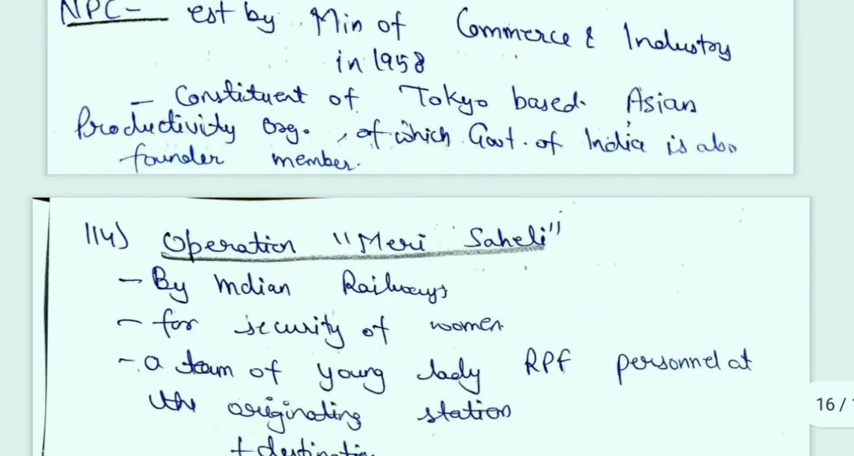 NPC - est by Min of Commerce & Industry
in 1958
- Constituent of Tokyo based Asian
Productivity Org. , of which Govt. of India is also
founder member.
114) Operation "Meri Saheli"
- By Indian Railways
- for security of women
- a team of young lady RPF personnel at
the originating station
16 /